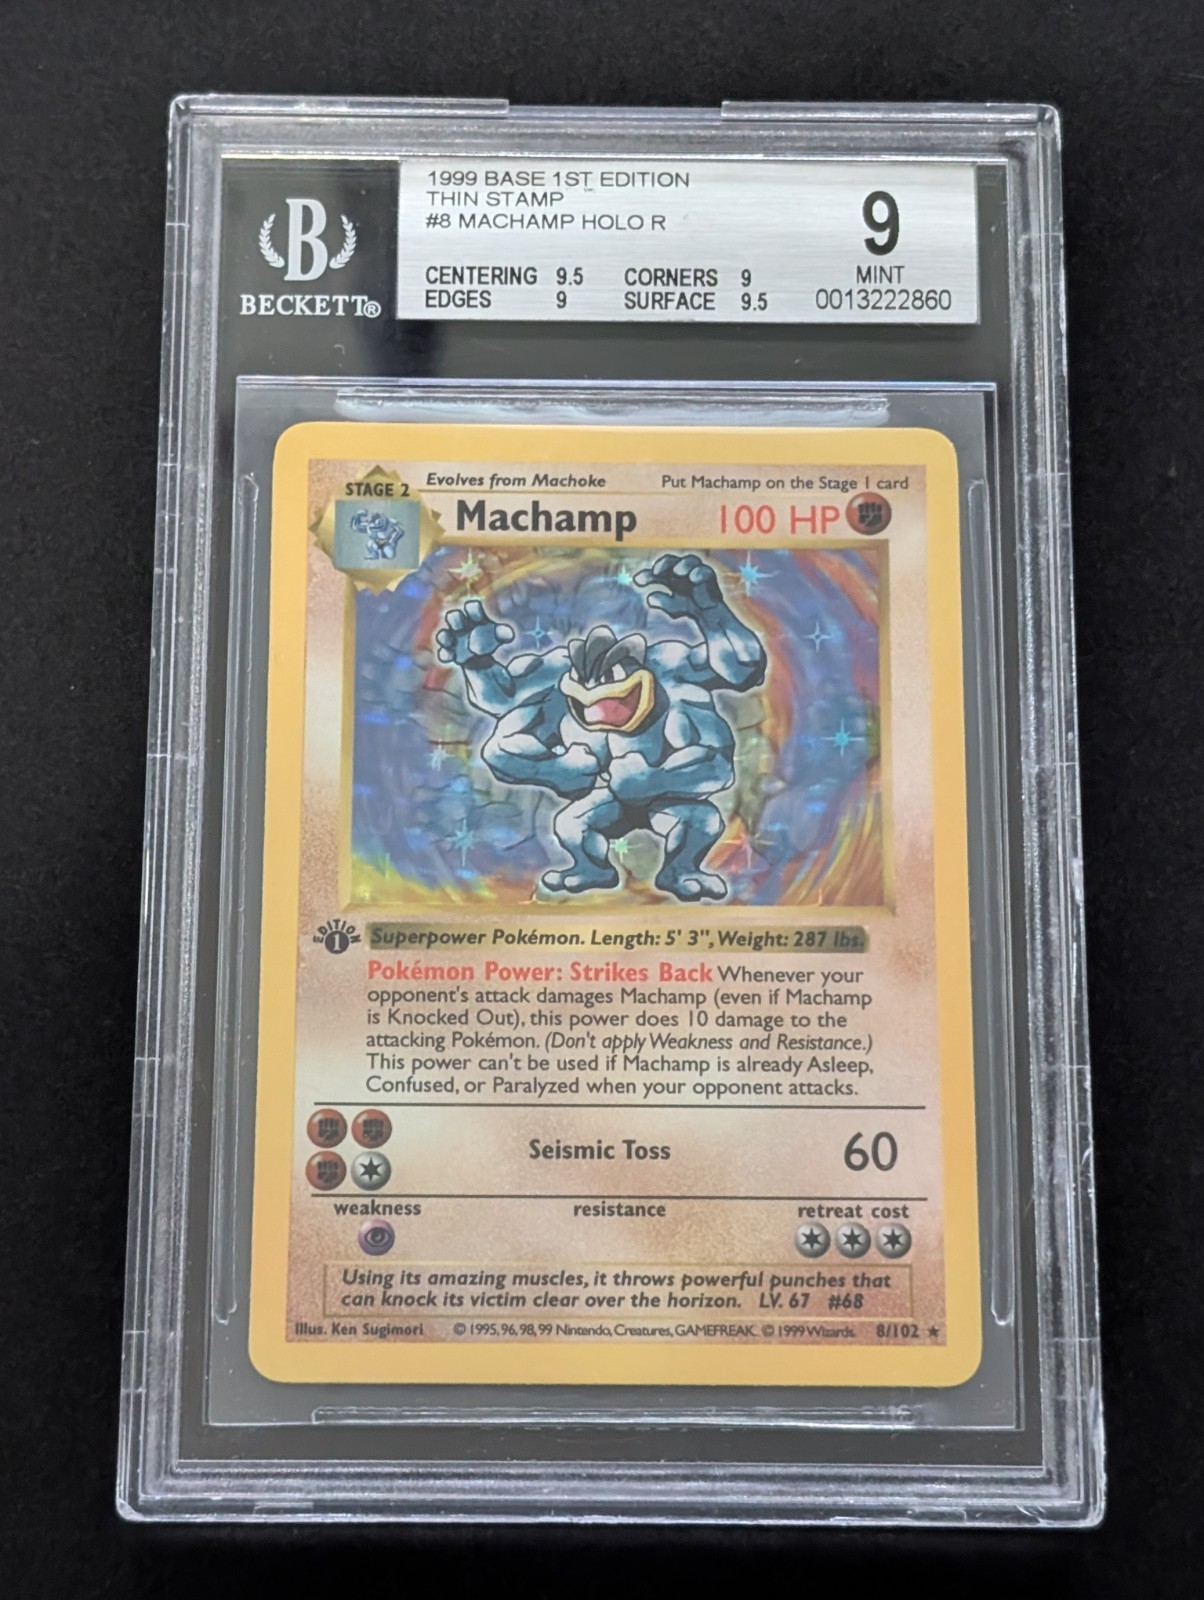 1999 BASE 1ST EDITION
THIN STAMP
#8 MACHAMP HOLO R
CENTERING 9.5 CORNERS 9
EDGES 9 SURFACE 9.5
9
MINT
0013222860
B
BECKETT®
STAGE 2
Evolves from Machoke
Put Machamp on the Stage 1 card
Machamp
100 HP
EDITION
1
Superpower Pokémon. Length: 5' 3", Weight: 287 lbs.
Pokémon Power: Strikes Back Whenever your
opponent's attack damages Machamp (even if Machamp
is Knocked Out), this power does 10 damage to the
attacking Pokémon. (Don't apply Weakness and Resistance.)
This power can't be used if Machamp is already Asleep,
Confused, or Paralyzed when your opponent attacks.
Seismic Toss 60
weakness resistance retreat cost
Using its amazing muscles, it throws powerful punches that
can knock its victim clear over the horizon. LV. 67 #68
Illus. Ken Sugimori © 1995, 96, 98, 99 Nintendo, Creatures, GAMEFREAK. © 1999 Wizards. 8/102 ★